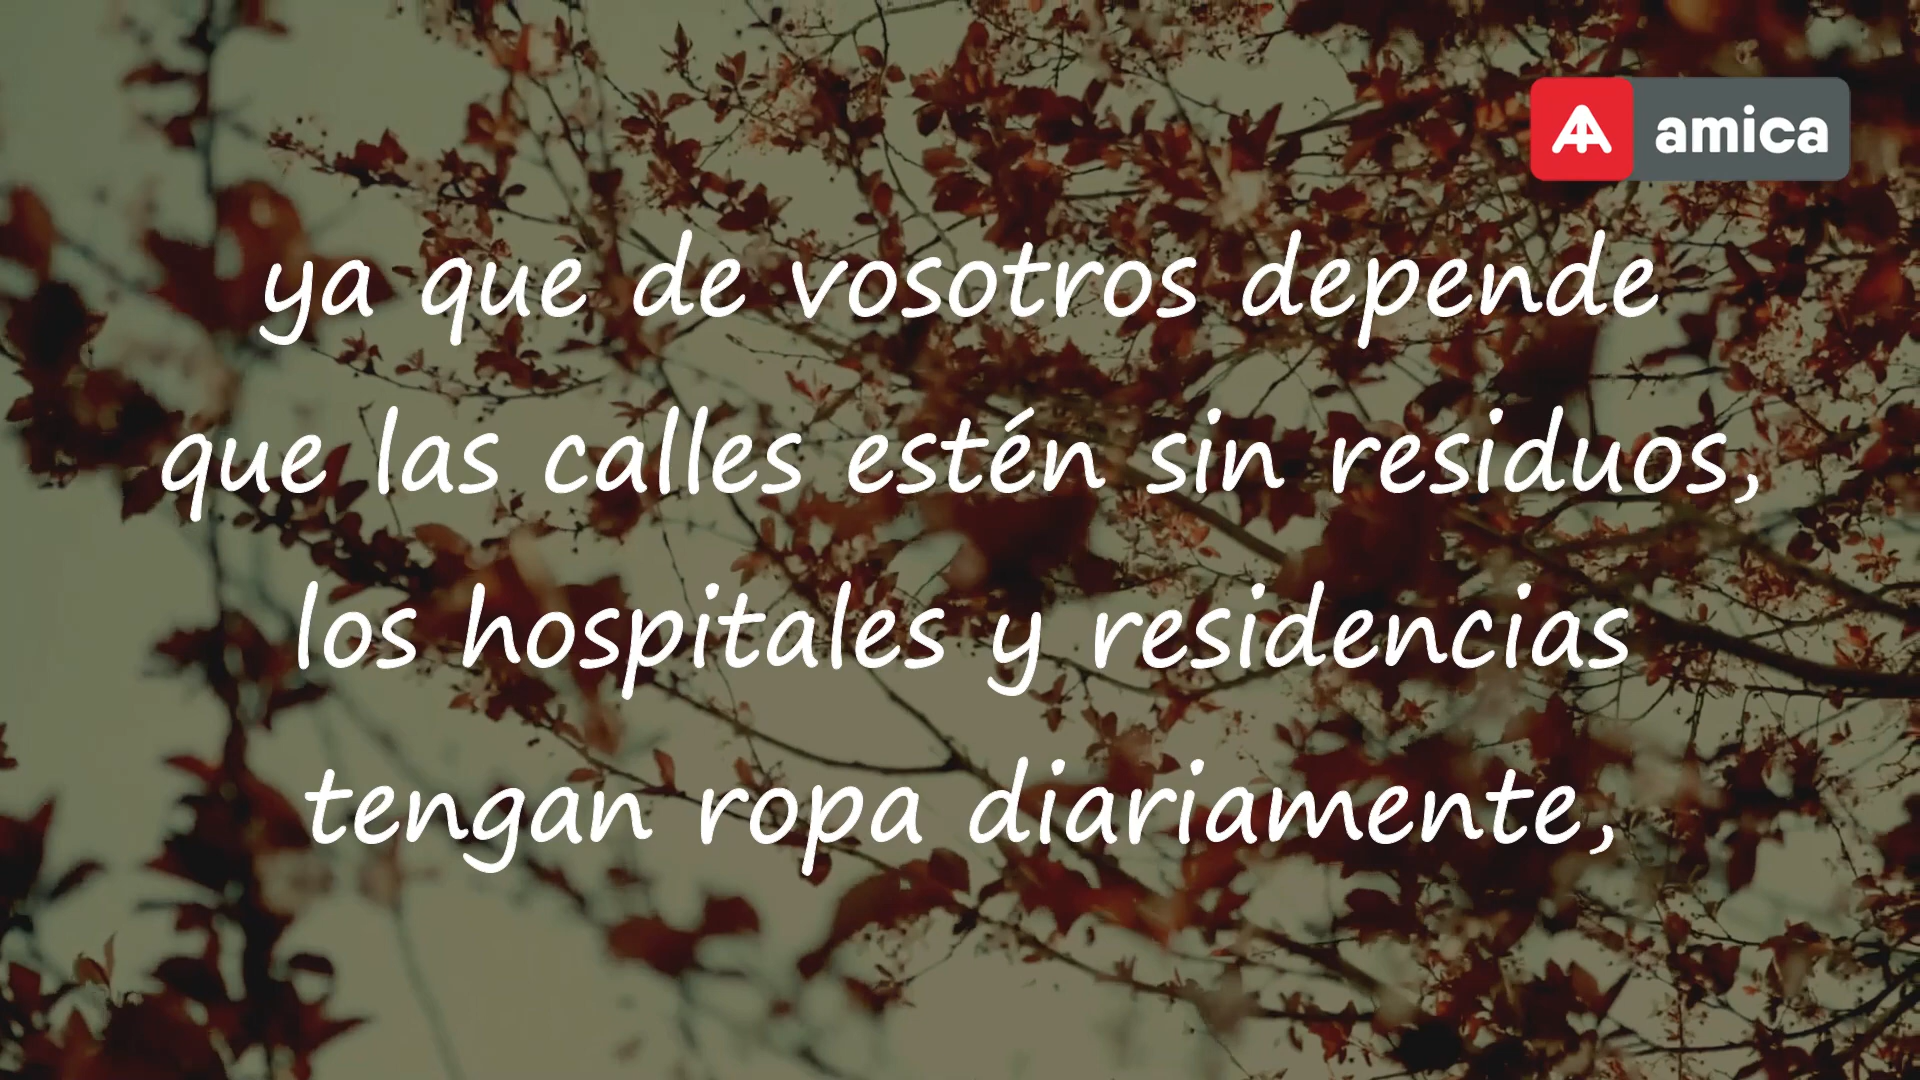 amica
ya que de vosotros depende
que las calles estén sin residuos,
los hospitales y residencias
tengan ropa diariamente,